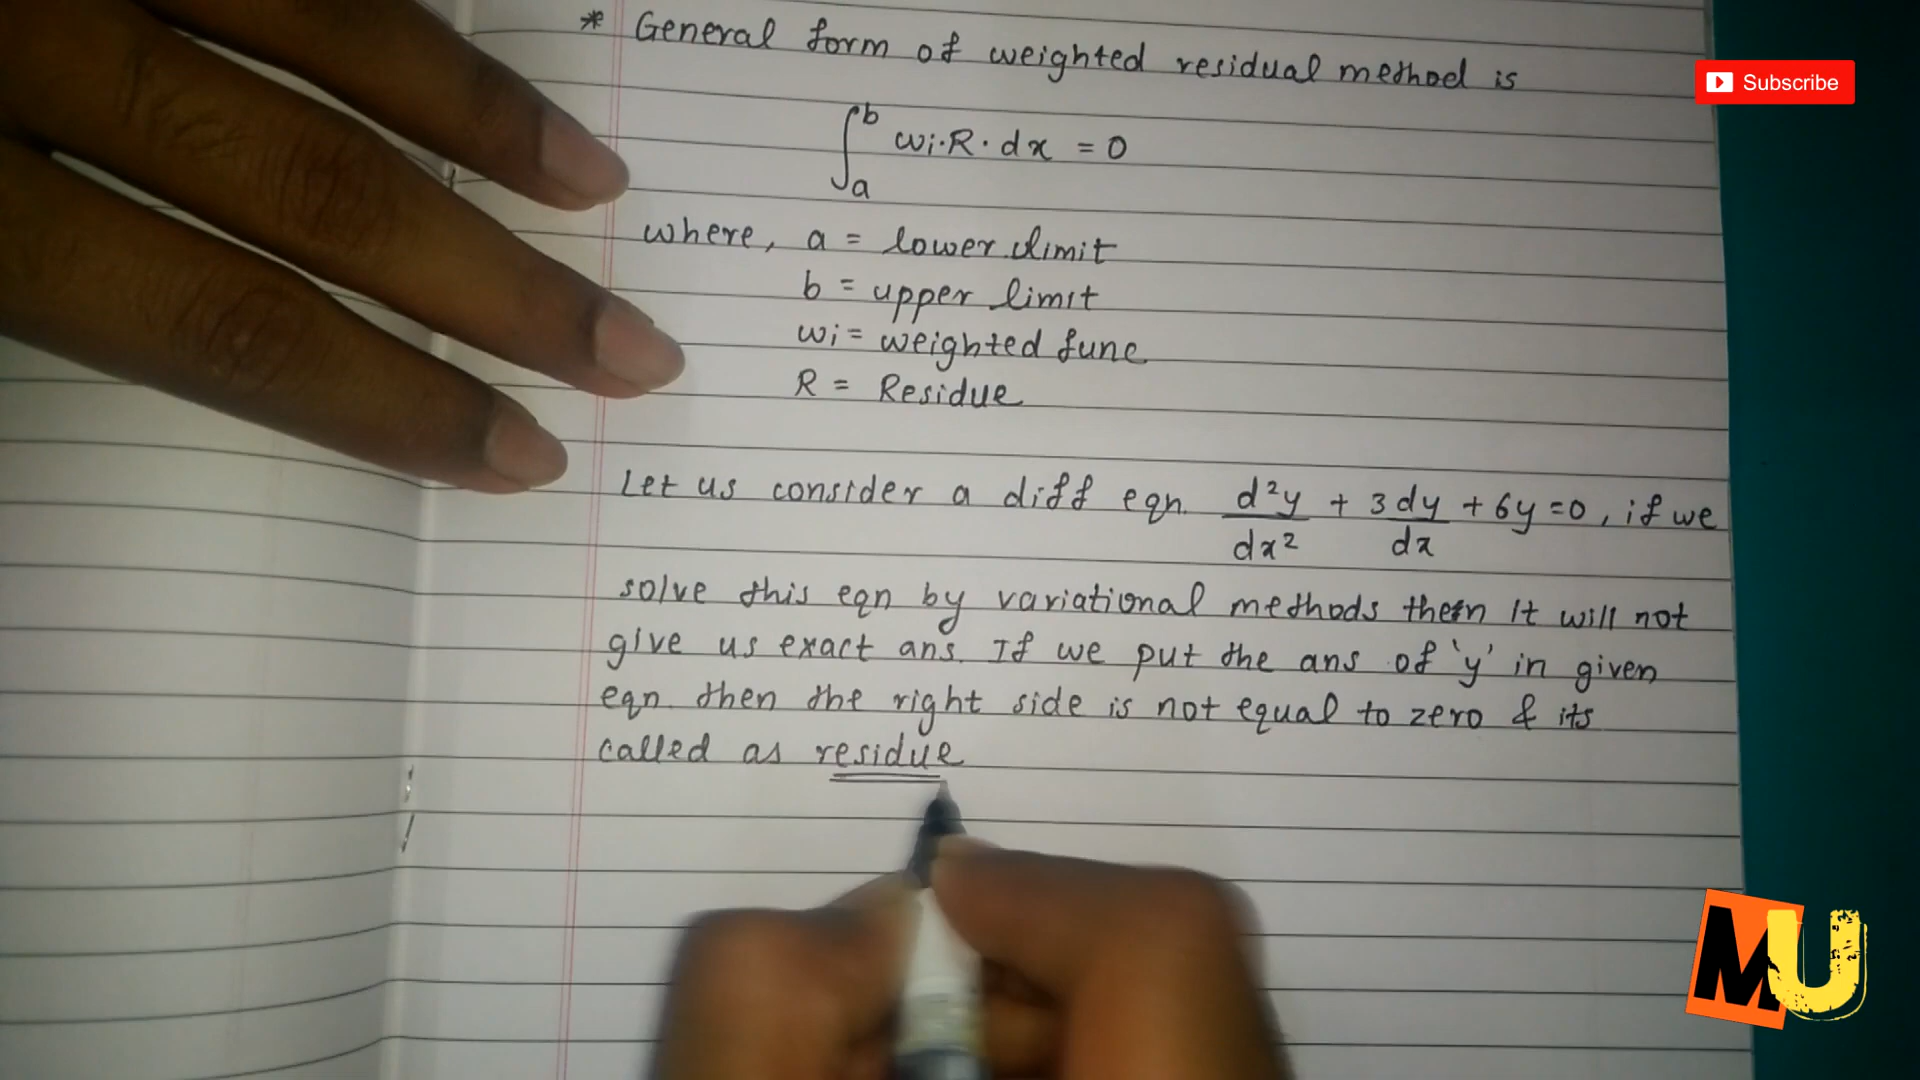 * General form of weighted residual method is
∫ₐᵇ wi·R·dx = 0
where, a = lower limit
b = upper limit
wi = weighted func
R = Residue
Let us consider a diff eqn. d²y/dx² + 3dy/dx + 6y=0, if we
solve this eqn by variational methods then it will not
give us exact ans. If we put the ans of 'y' in given
eqn. then the right side is not equal to zero & its
called as residue
Subscribe
MU